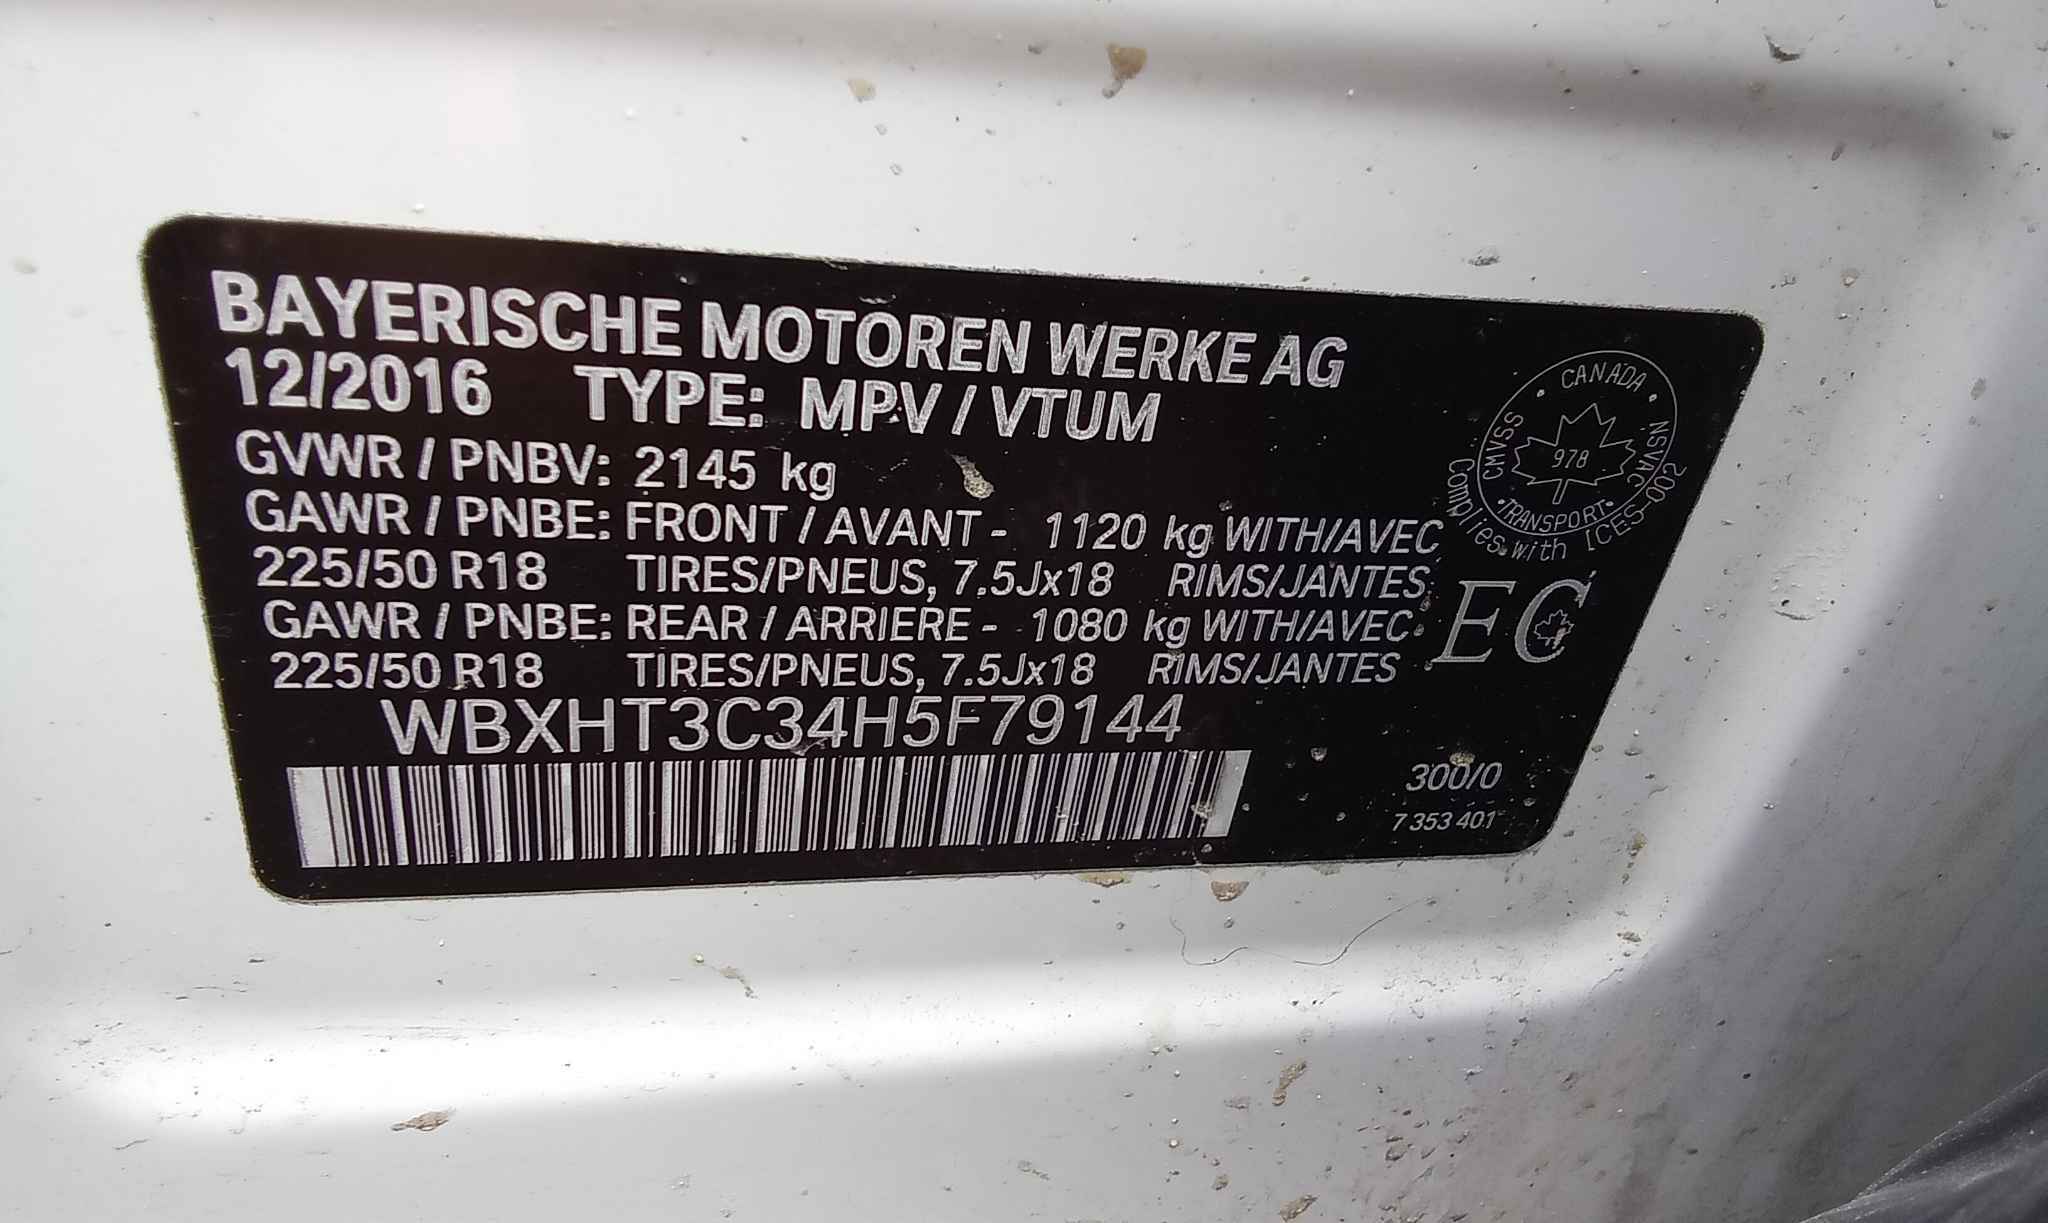 BAYERISCHE MOTOREN WERKE AG
12/2016 TYPE: MPV / VTUM
GVWR / PNBV: 2145 kg
GAWR / PNBE: FRONT / AVANT - 1120 kg WITH/AVEC
225/50 R18 TIRES/PNEUS, 7.5Jx18 RIMS/JANTES
GAWR / PNBE: REAR / ARRIERE - 1080 kg WITH/AVEC
225/50 R18 TIRES/PNEUS, 7.5Jx18 RIMS/JANTES
WBXHT3C34H5F79144
CMVSS · CANADA · NSVAC
978
· TRANSPORT ·
Complies with ICES-002
EC
300/0
7 353 401